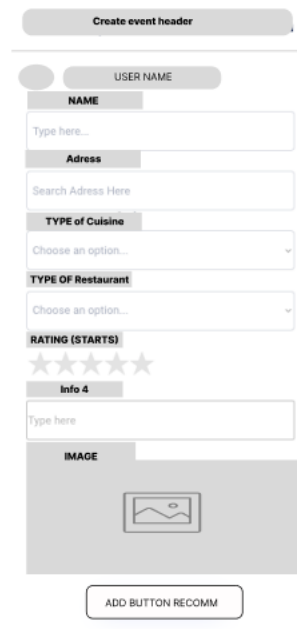 Create event header
USER NAME
NAME
Type here...
Adress
Search Adress Here
TYPE of Cuisine
Choose an option...
TYPE OF Restaurant
Choose an option...
RATING (STARTS)
Info 4
Type here
IMAGE
ADD BUTTON RECOMM